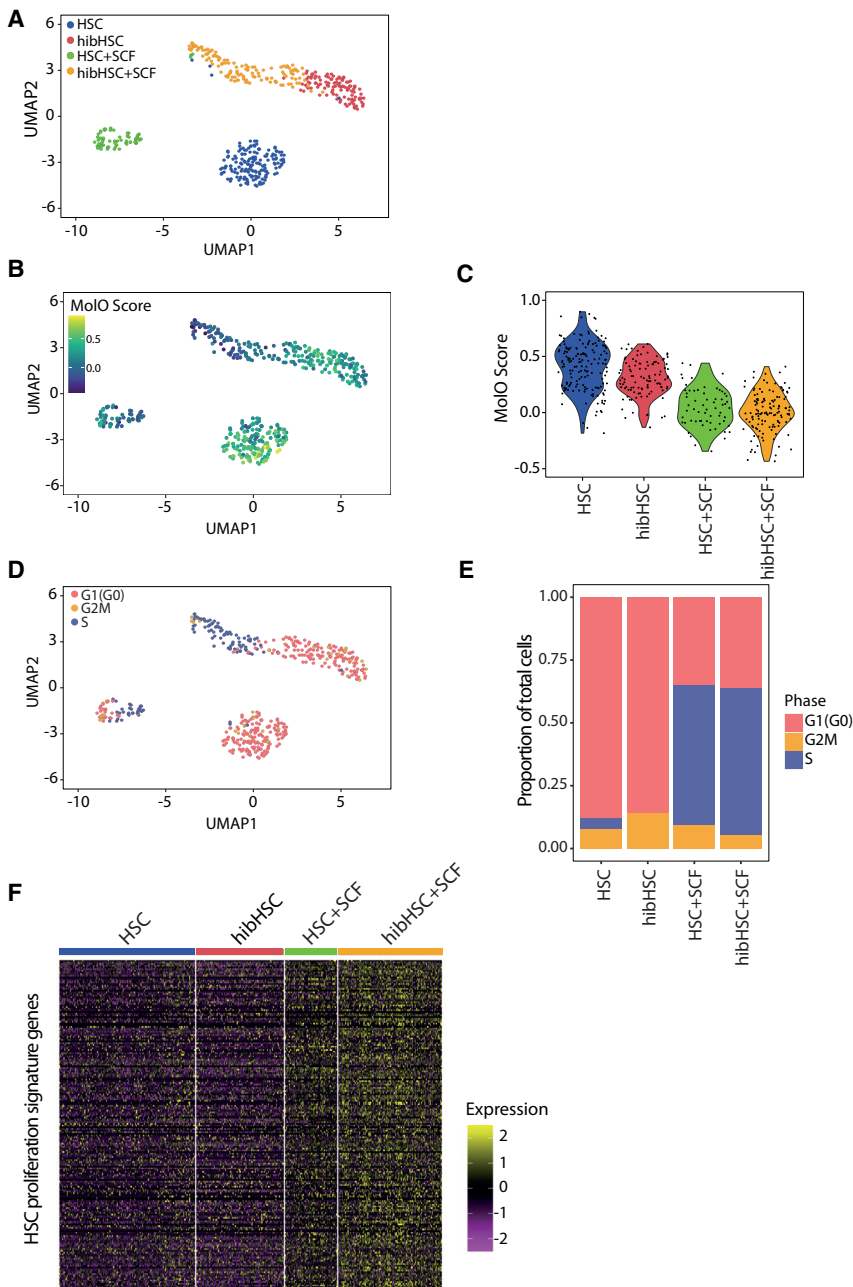 A
HSC
hibHSC
HSC+SCF
hibHSC+SCF
6
3
0
-3
-6
UMAP2
-10
-5
0
5
UMAP1
B
MolO Score
0.5
0.0
6
3
0
-3
-6
UMAP2
-10
-5
0
5
UMAP1
C
1.0
0.5
0.0
-0.5
MolO Score
HSC
hibHSC
HSC+SCF
hibHSC+SCF
D
G1(G0)
G2M
S
6
3
0
-3
-6
UMAP2
-10
-5
0
5
UMAP1
E
1.00
0.75
0.50
0.25
0.00
Proportion of total cells
HSC
hibHSC
HSC+SCF
hibHSC+SCF
Phase
G1(G0)
G2M
S
F
HSC
hibHSC
HSC+SCF
hibHSC+SCF
HSC proliferation signature genes
Expression
2
1
0
-1
-2